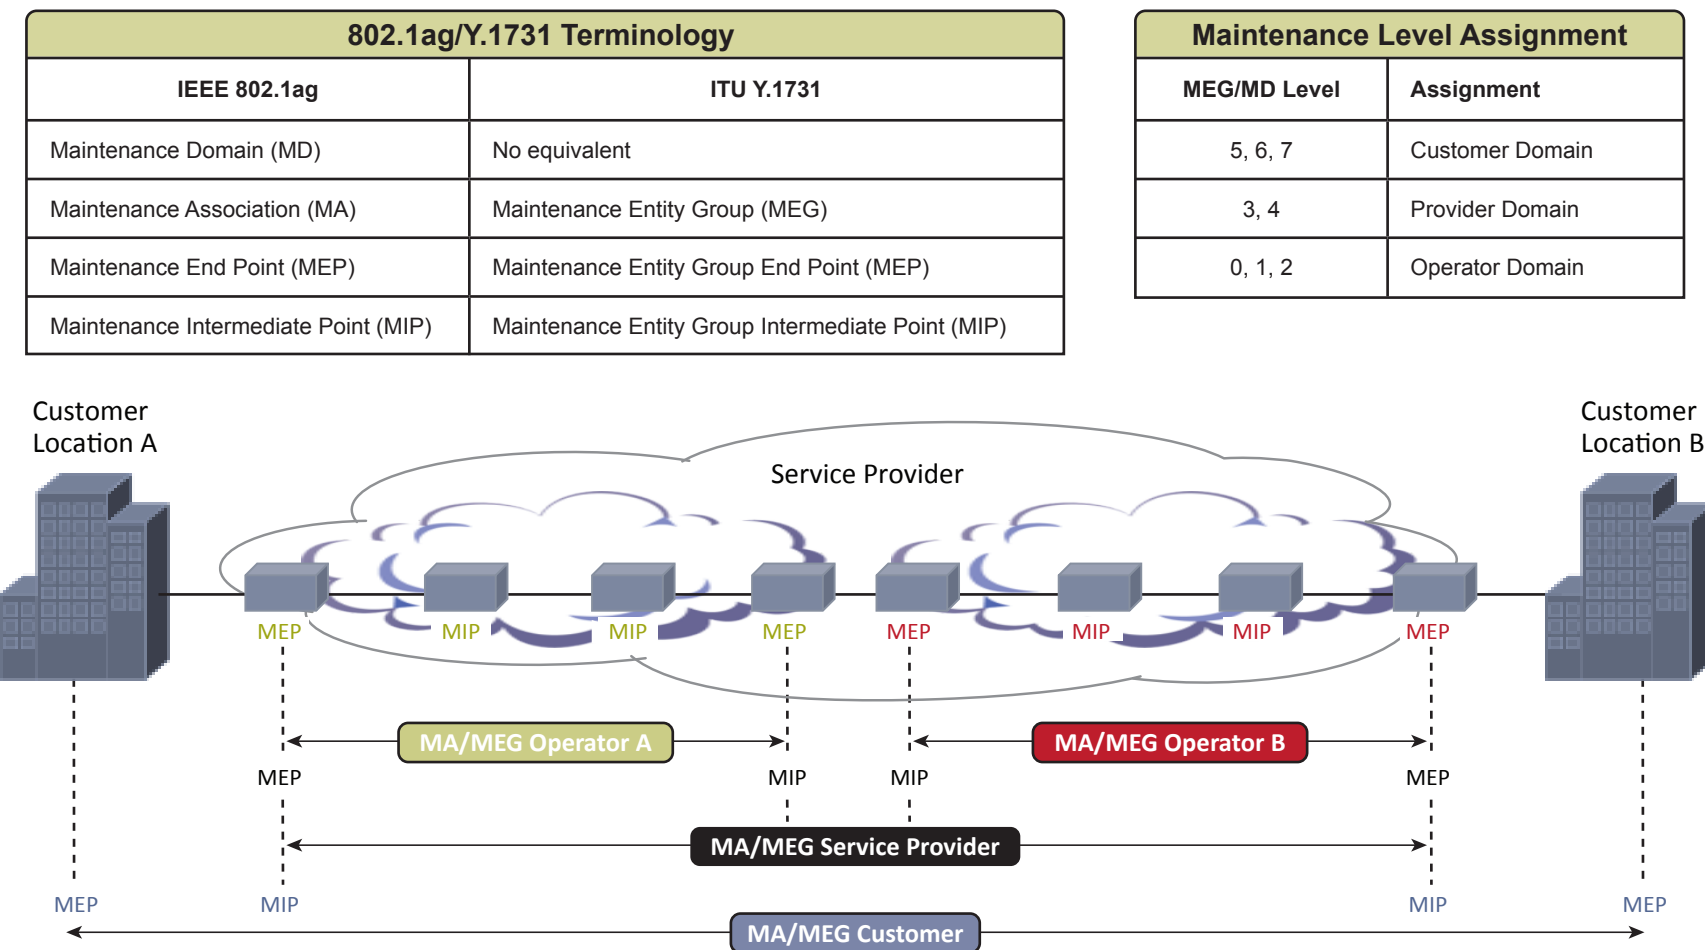 802.1ag/Y.1731 Terminology
IEEE 802.1ag ITU Y.1731
Maintenance Domain (MD) No equivalent
Maintenance Association (MA) Maintenance Entity Group (MEG)
Maintenance End Point (MEP) Maintenance Entity Group End Point (MEP)
Maintenance Intermediate Point (MIP) Maintenance Entity Group Intermediate Point (MIP)
Maintenance Level Assignment
MEG/MD Level Assignment
5, 6, 7 Customer Domain
3, 4 Provider Domain
0, 1, 2 Operator Domain
Customer
Location A
Customer
Location B
Service Provider
MEP MIP MIP MEP MEP MIP MIP MEP
MA/MEG Operator A MA/MEG Operator B
MEP MIP MIP MEP
MA/MEG Service Provider
MEP MIP MIP MEP
MA/MEG Customer